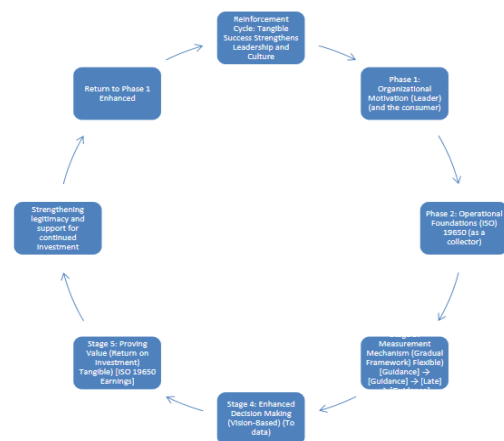 Reinforcement Cycle: Tangible
Success Strengthens
Leadership and
Culture
Phase 1:
Organizational
Motivation (Leader)
(and the consumer)
Phase 2: Operational
Foundations (ISO)
19650 (as a
collector)
Measurement
Mechanism (Gradual
Framework) Flexible)
[Guidance] →
[Guidance] → [Late]
Stage 4: Enhanced
Decision Making
(Vision-Based) (To
data)
Stage 5: Proving
Value (Return on
Investment)
Tangible) [ISO 19650
Earnings]
Strengthening
legitimacy and
support for
continued
Investment
Return to Phase 1
Enhanced